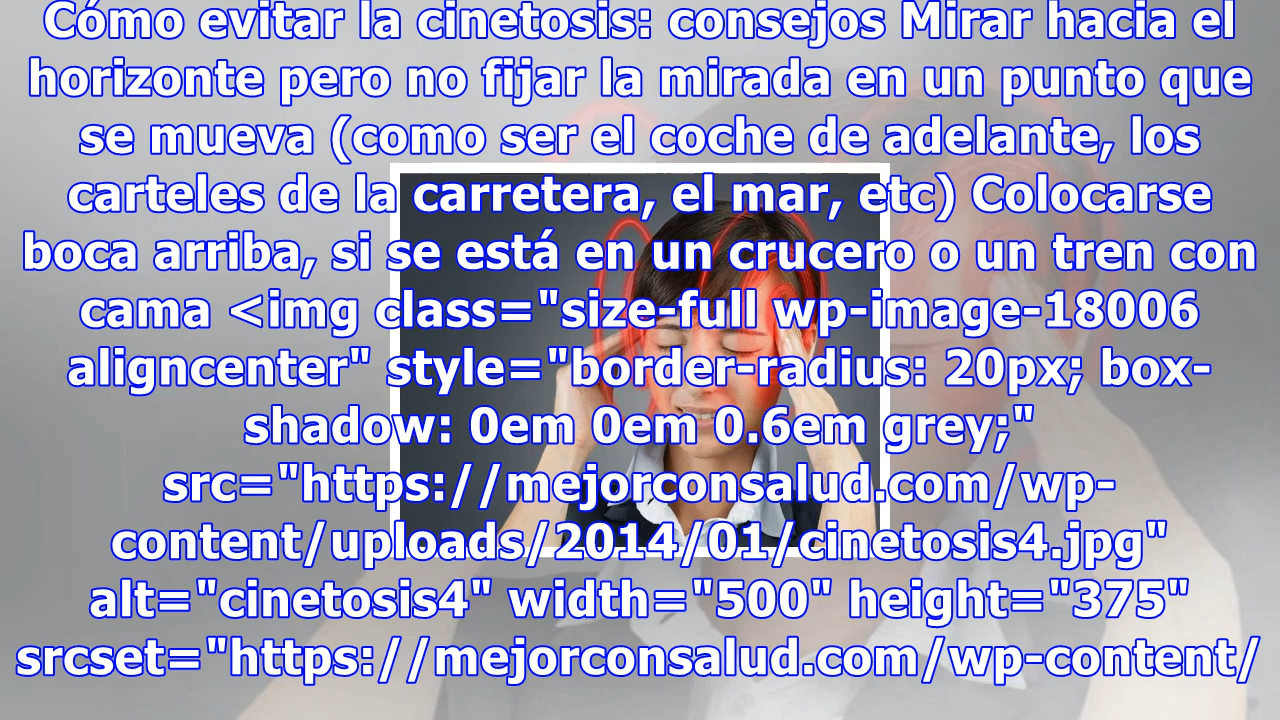 Cómo evitar la cinetosis: consejos Mirar hacia el
horizonte pero no fijar la mirada en un punto que
se mueva (como ser el coche de adelante, los
carteles de la carretera, el mar, etc) Colocarse
boca arriba, si se está en un crucero o un tren con
cama <img class="size-full wp-image-18006
aligncenter" style="border-radius: 20px; box-
shadow: 0em 0em 0.6em grey;"
src="https://mejorconsalud.com/wp-
content/uploads/2014/01/cinetosis4.jpg"
alt="cinetosis4" width="500" height="375"
srcset="https://mejorconsalud.com/wp-content/